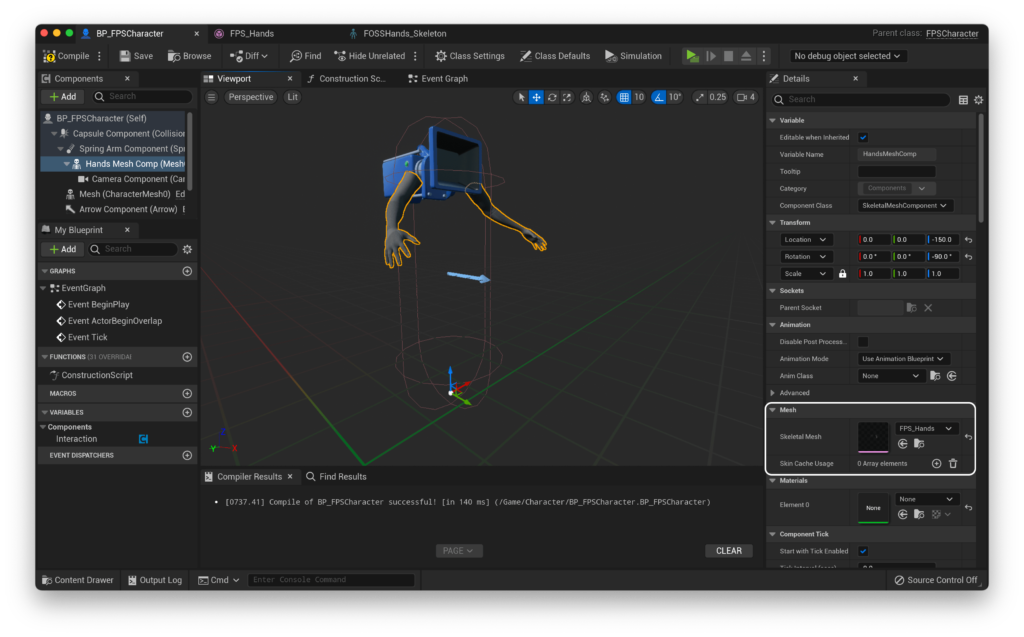 BP_FPSCharacter
FPS_Hands
FOSSHands_Skeleton
Parent class: FPSCharacter
Compile
Save
Browse
Diff
Find
Hide Unrelated
Class Settings
Class Defaults
Simulation
No debug object selected
Components
+ Add
Search
BP_FPSCharacter (Self)
Capsule Component (Collision
Spring Arm Component (Spr
Hands Mesh Comp (Mesh
Camera Component (Car
Mesh (CharacterMesh0) Ed
Arrow Component (Arrow) E
My Blueprint
+ Add
Search
GRAPHS
EventGraph
Event BeginPlay
Event ActorBeginOverlap
Event Tick
FUNCTIONS (31 OVERRIDAI
ConstructionScript
MACROS
VARIABLES
Components
Interaction
EVENT DISPATCHERS
Viewport
Construction Sc...
Event Graph
Perspective
Lit
10
10°
0.25
4
Y
X
Compiler Results
Find Results
• [0737.41] Compile of BP_FPSCharacter successful! [in 140 ms] (/Game/Character/BP_FPSCharacter.BP_FPSCharacter)
PAGE
CLEAR
Details
Search
Variable
Editable when Inherited
Variable Name HandsMeshComp
Tooltip
Category Components
Component Class SkeletalMeshComponent
Transform
Location 0.0 0.0 -150.0
Rotation 0.0 ° 0.0 ° -90.0 °
Scale 1.0 1.0 1.0
Sockets
Parent Socket
Animation
Disable Post Process...
Animation Mode Use Animation Blueprint
Anim Class None
Advanced
Mesh
Skeletal Mesh FPS_Hands
Skin Cache Usage 0 Array elements
Materials
Element 0 None None
Component Tick
Start with Tick Enabled
Tick Interval (secs) 0.0
Content Drawer
Output Log
Cmd
Enter Console Command
Source Control Off